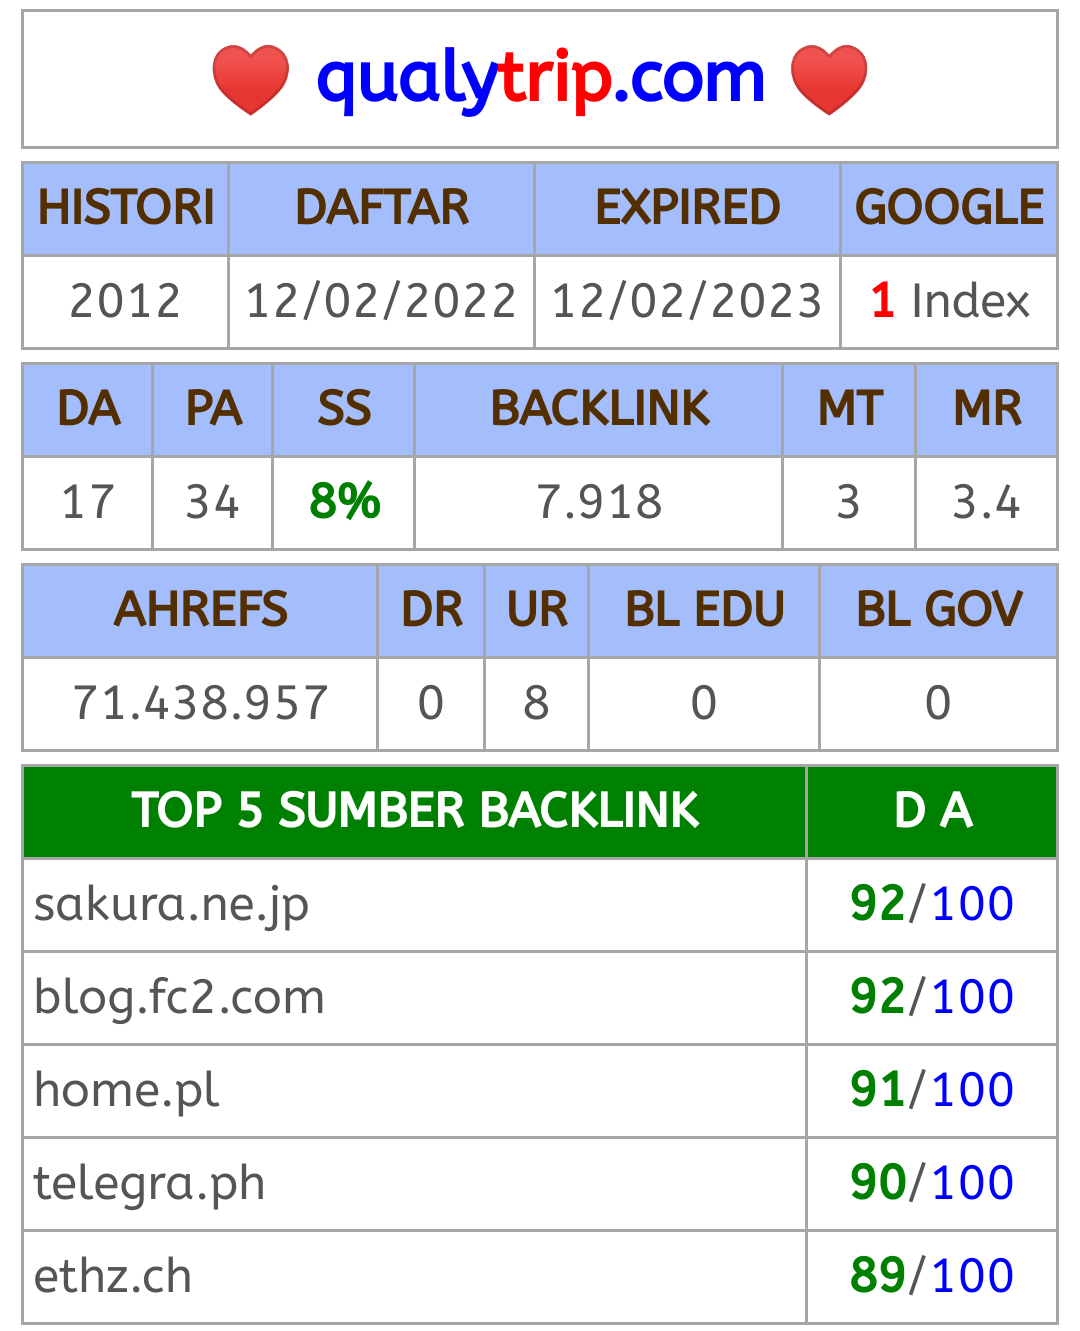 ❤️ qualytrip.com ❤️
HISTORI DAFTAR EXPIRED GOOGLE
2012 12/02/2022 12/02/2023 1 Index
DA PA SS BACKLINK MT MR
17 34 8% 7.918 3 3.4
AHREFS DR UR BL EDU BL GOV
71.438.957 0 8 0 0
TOP 5 SUMBER BACKLINK D A
sakura.ne.jp 92/100
blog.fc2.com 92/100
home.pl 91/100
telegra.ph 90/100
ethz.ch 89/100